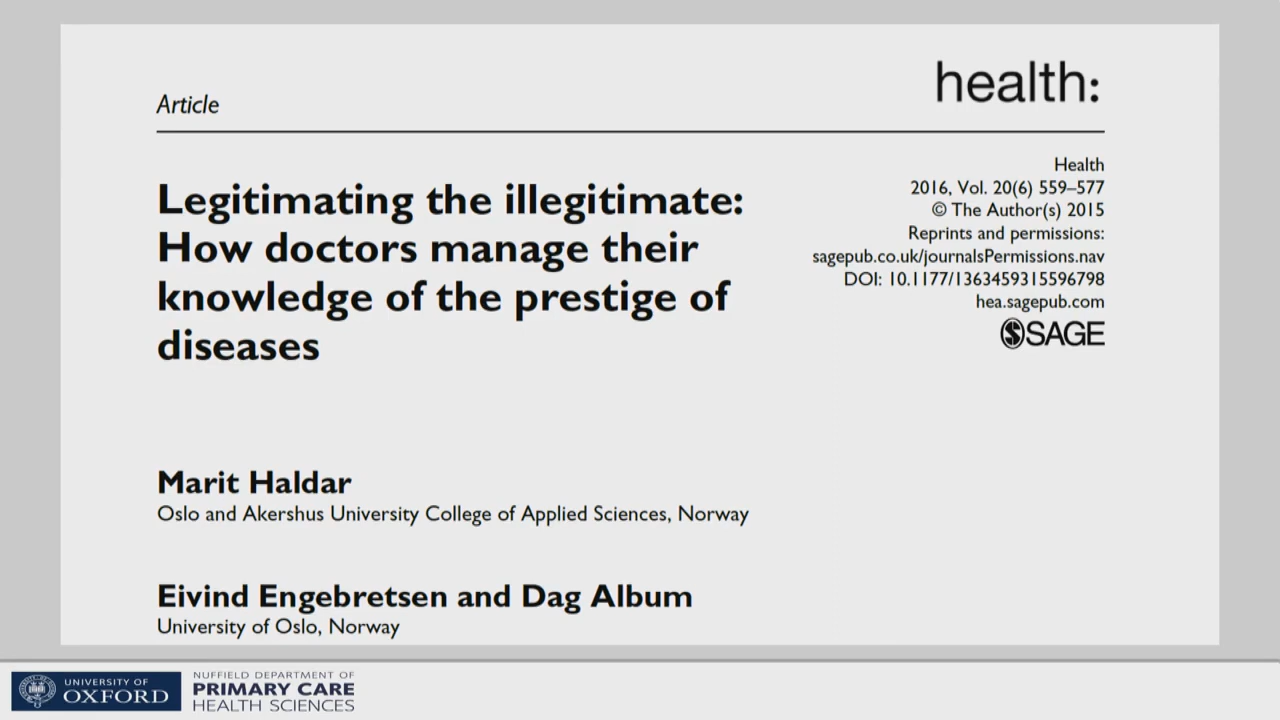 Article
health:
Legitimating the illegitimate:
How doctors manage their
knowledge of the prestige of
diseases
Health
2016, Vol. 20(6) 559–577
© The Author(s) 2015
Reprints and permissions:
sagepub.co.uk/journalsPermissions.nav
DOI: 10.1177/1363459315596798
hea.sagepub.com
SAGE
Marit Haldar
Oslo and Akershus University College of Applied Sciences, Norway
Eivind Engebretsen and Dag Album
University of Oslo, Norway
UNIVERSITY OF
OXFORD
NUFFIELD DEPARTMENT OF
PRIMARY CARE
HEALTH SCIENCES